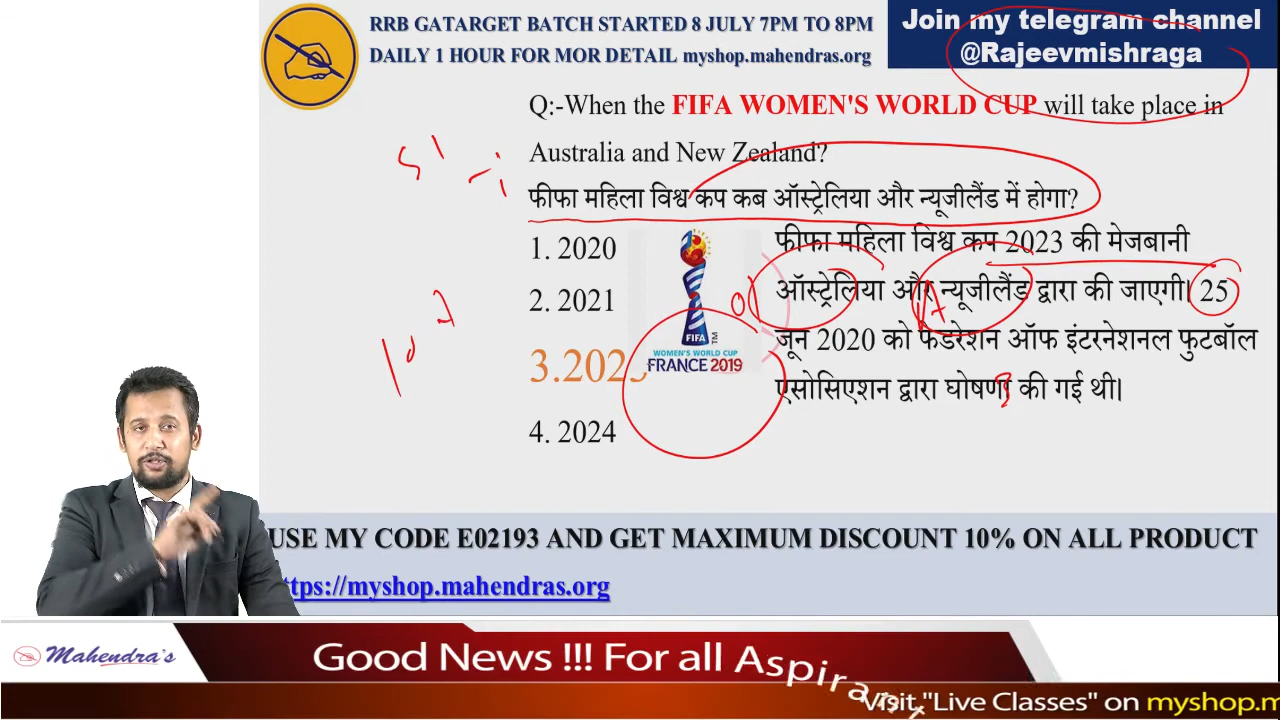 RRB GATARGET BATCH STARTED 8 JULY 7PM TO 8PM
DAILY 1 HOUR FOR MOR DETAIL myshop.mahendras.org
Join my telegram channel
@Rajeevmishraga
Q:-When the FIFA WOMEN'S WORLD CUP will take place in
Australia and New Zealand?
फीफा महिला विश्व कप कब ऑस्ट्रेलिया और न्यूजीलैंड में होगा?
1. 2020
2. 2021
3.2023
4. 2024
FIFA
TM
WOMEN'S WORLD CUP
FRANCE 2019
फीफा महिला विश्व कप 2023 की मेजबानी
ऑस्ट्रेलिया और न्यूजीलैंड द्वारा की जाएगी। 25
जून 2020 को फेडरेशन ऑफ इंटरनेशनल फुटबॉल
एसोसिएशन द्वारा घोषणा की गई थी।
USE MY CODE E02193 AND GET MAXIMUM DISCOUNT 10% ON ALL PRODUCT
https://myshop.mahendras.org
Mahendra's
Good News !!! For all Aspirant
Visit "Live Classes" on myshop.m